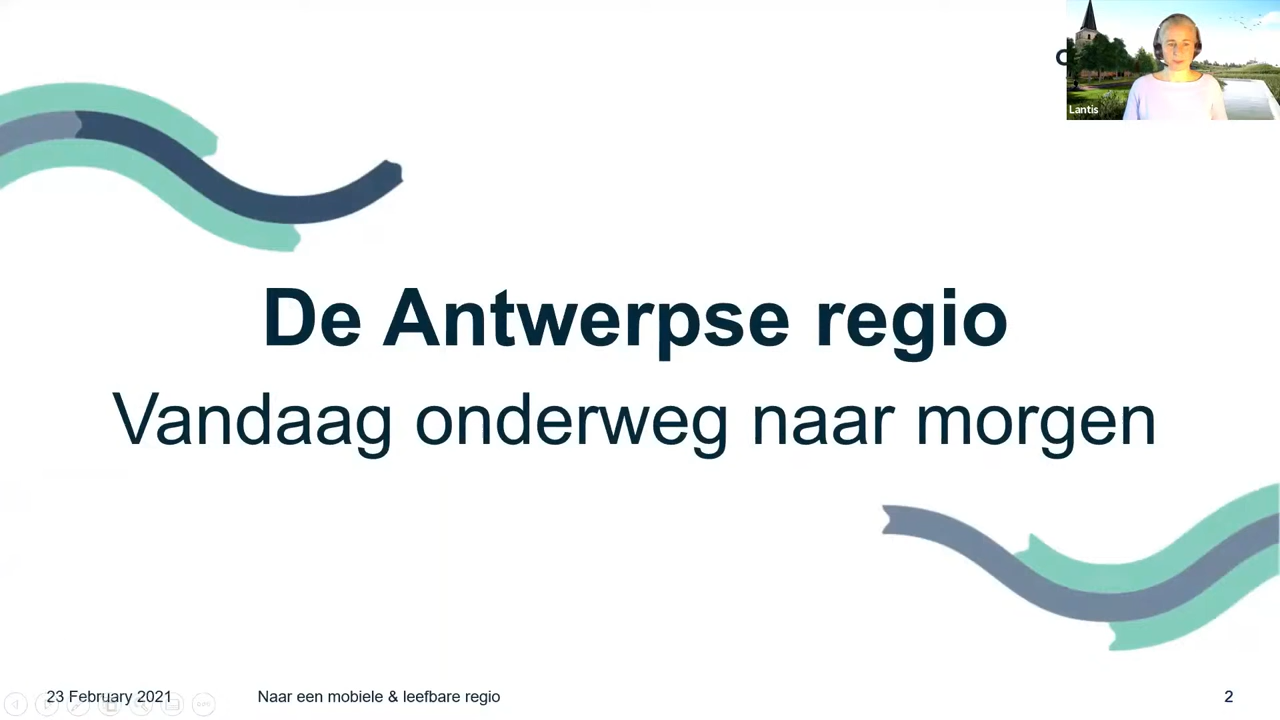 Lantis
De Antwerpse regio
Vandaag onderweg naar morgen
23 February 2021
Naar een mobiele & leefbare regio
2